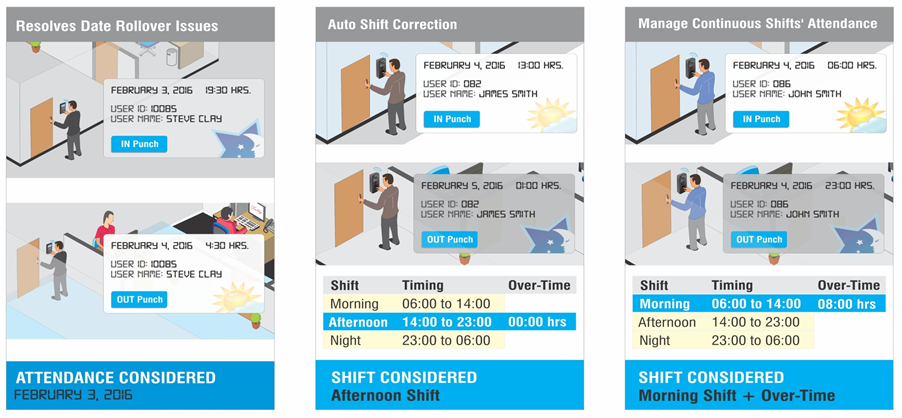 Resolves Date Rollover Issues
FEBRUARY 3, 2016 19:30 HRS.
USER ID: 10085
USER NAME: STEVE CLAY
IN Punch
FEBRUARY 4, 2016 4:30 HRS.
USER ID: 10085
USER NAME: STEVE CLAY
OUT Punch
ATTENDANCE CONSIDERED
FEBRUARY 3, 2016
Auto Shift Correction
FEBRUARY 4, 2016 13:00 HRS.
USER ID: 082
USER NAME: JAMES SMITH
IN Punch
FEBRUARY 5, 2016 01:00 HRS.
USER ID: 082
USER NAME: JAMES SMITH
OUT Punch
Shift Timing Over-Time
Morning 06:00 to 14:00
Afternoon 14:00 to 23:00 00:00 hrs
Night 23:00 to 06:00
SHIFT CONSIDERED
Afternoon Shift
Manage Continuous Shifts' Attendance
FEBRUARY 4, 2016 06:00 HRS.
USER ID: 086
USER NAME: JOHN SMITH
IN Punch
FEBRUARY 4, 2016 23:00 HRS.
USER ID: 086
USER NAME: JOHN SMITH
OUT Punch
Shift Timing Over-Time
Morning 06:00 to 14:00 08:00 hrs
Afternoon 14:00 to 23:00
Night 23:00 to 06:00
SHIFT CONSIDERED
Morning Shift + Over-Time